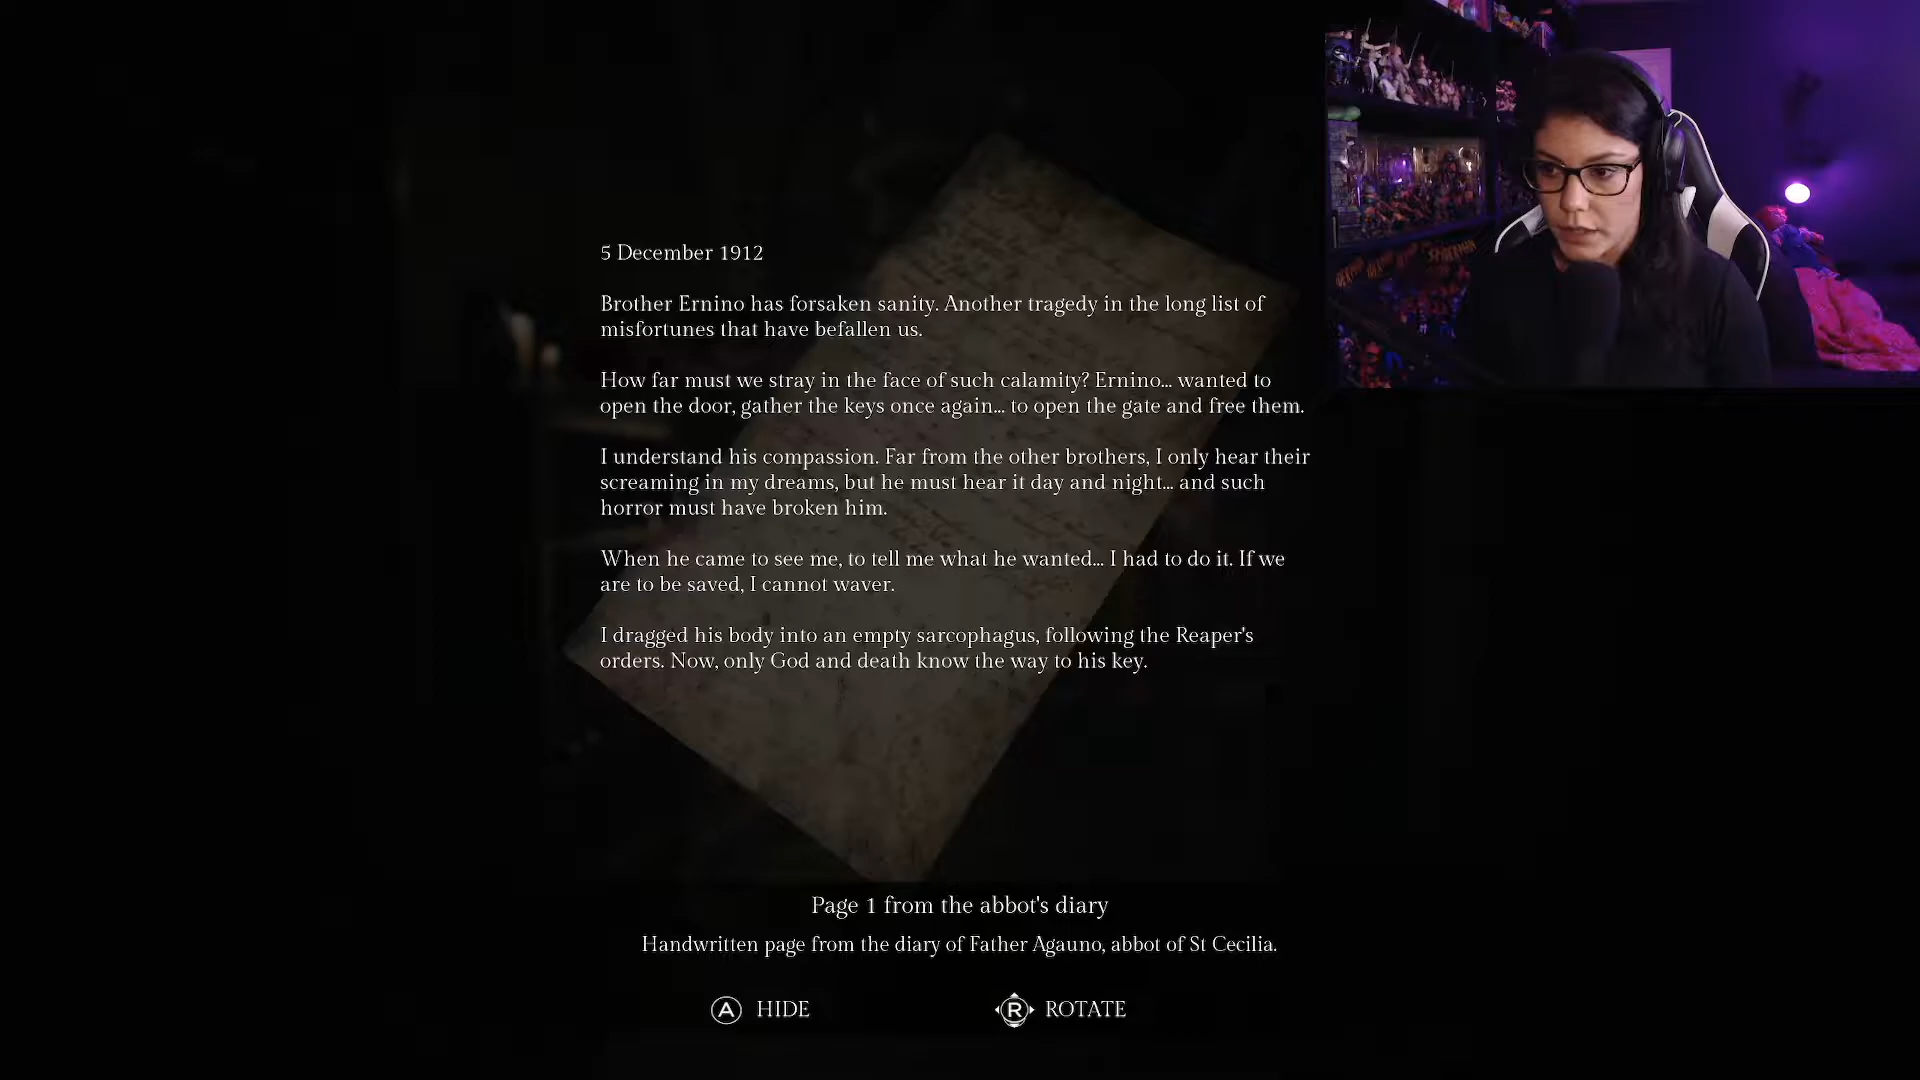 5 December 1912
Brother Ernino has forsaken sanity. Another tragedy in the long list of
misfortunes that have befallen us.
How far must we stray in the face of such calamity? Ernino... wanted to
open the door, gather the keys once again... to open the gate and free them.
I understand his compassion. Far from the other brothers, I only hear their
screaming in my dreams, but he must hear it day and night... and such
horror must have broken him.
When he came to see me, to tell me what he wanted... I had to do it. If we
are to be saved, I cannot waver.
I dragged his body into an empty sarcophagus, following the Reaper's
orders. Now, only God and death know the way to his key.
Page 1 from the abbot's diary
Handwritten page from the diary of Father Agauno, abbot of St Cecilia.
A HIDE
R ROTATE